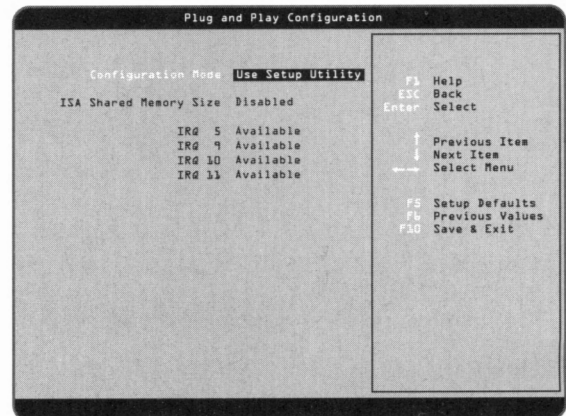 Plug and Play Configuration
Configuration Mode Use Setup Utility
ISA Shared Memory Size Disabled
IRQ 5 Available
IRQ 9 Available
IRQ 10 Available
IRQ 11 Available
F1 Help
ESC Back
Enter Select
↑ Previous Item
↓ Next Item
←→ Select Menu
F5 Setup Defaults
F6 Previous Values
F10 Save & Exit